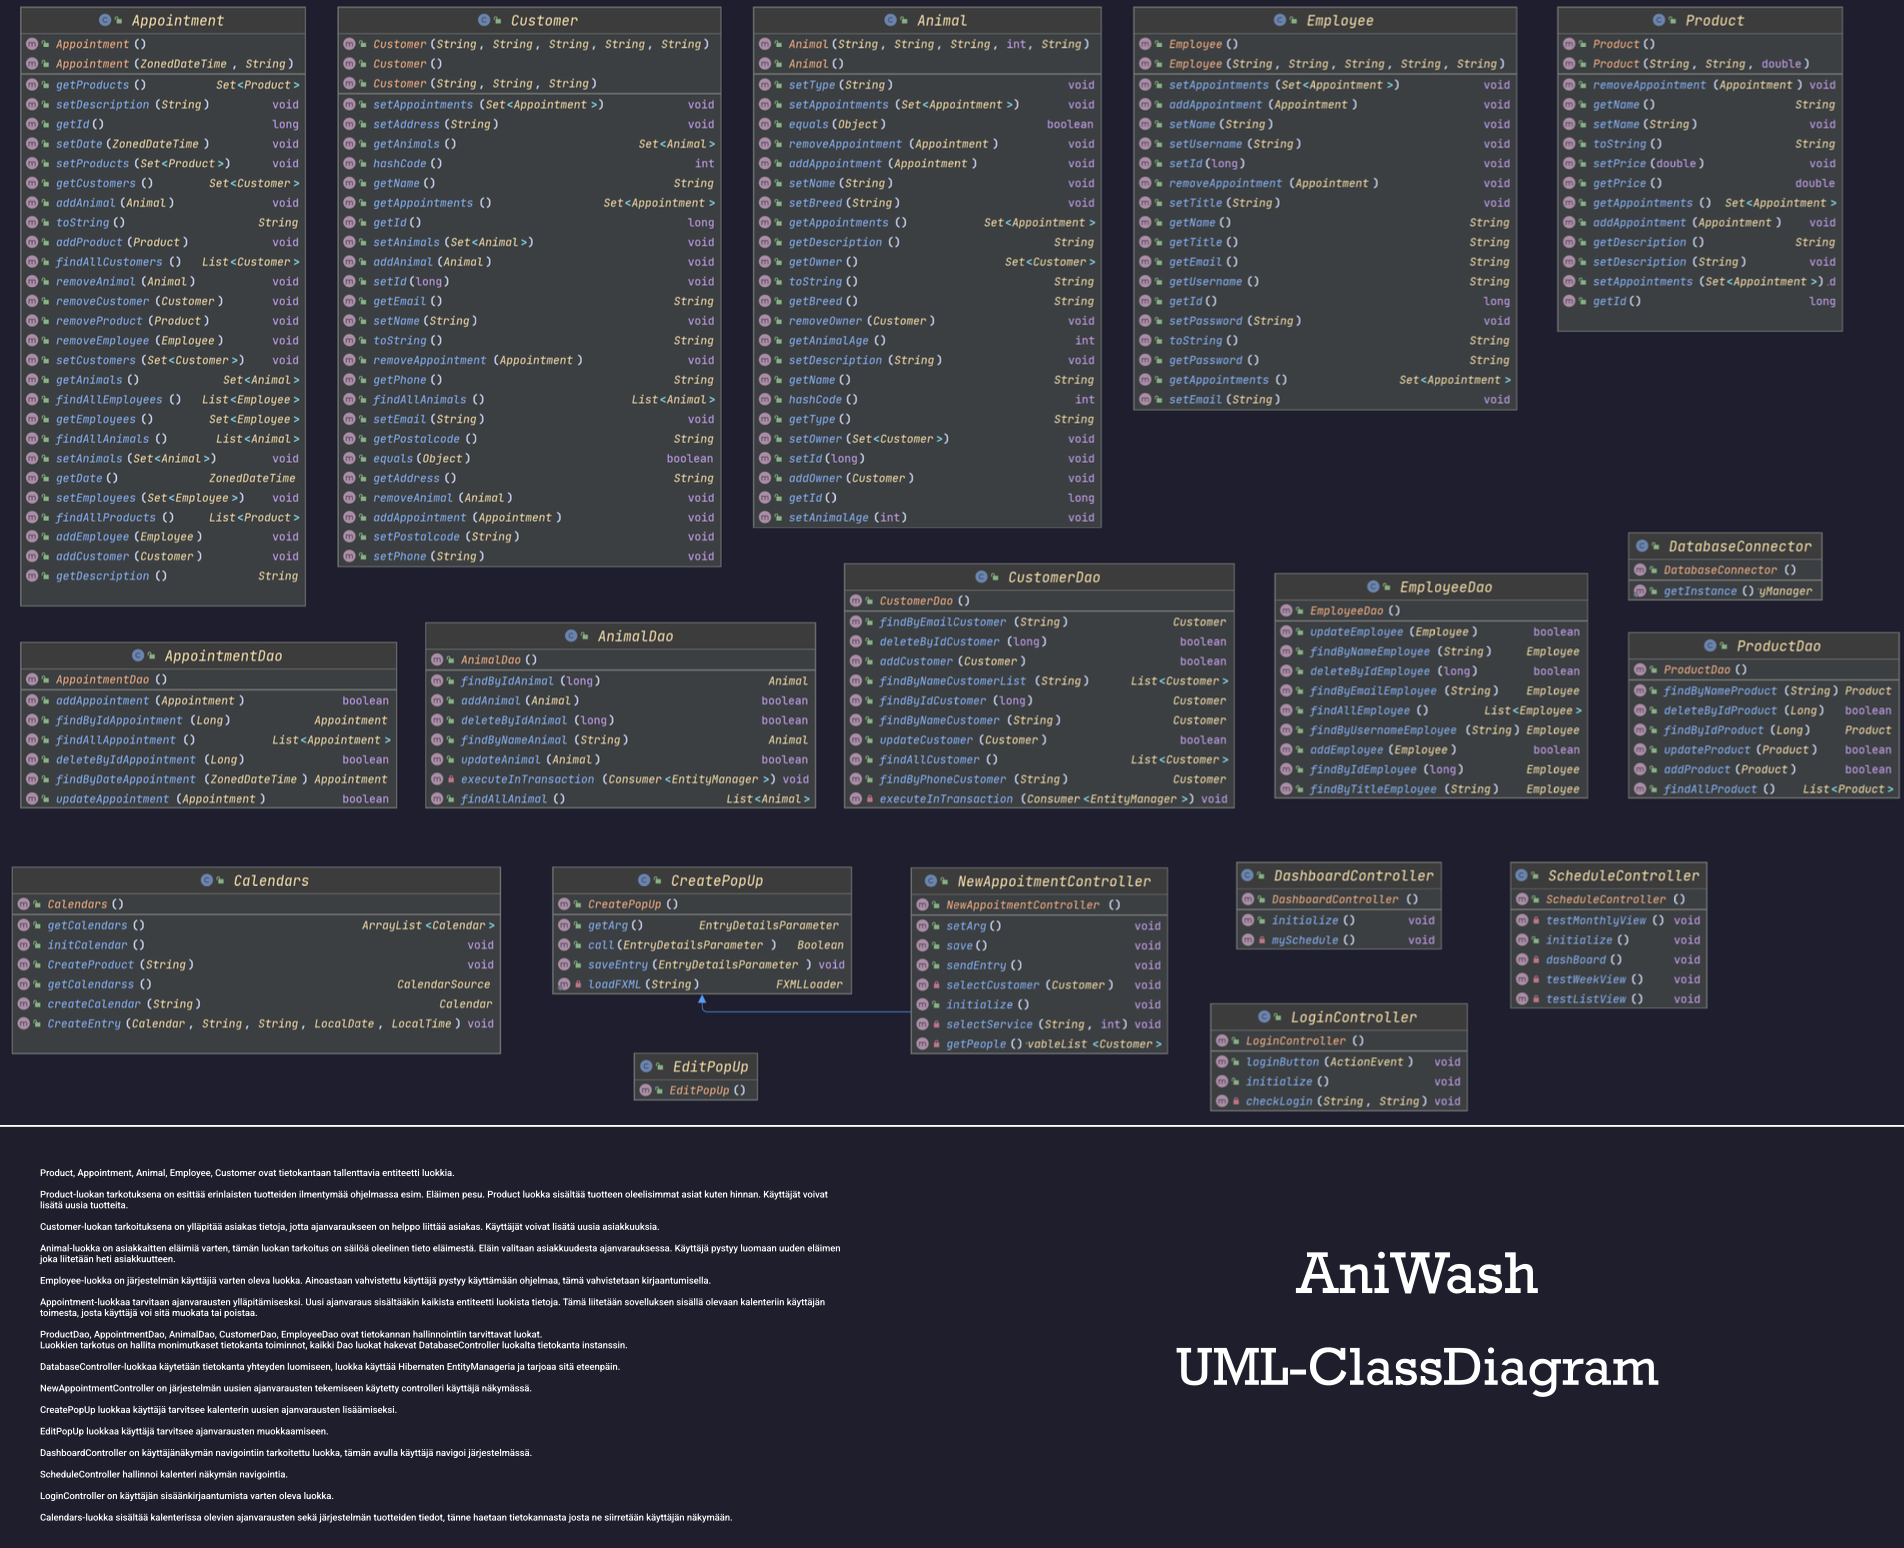 Appointment
Appointment()
Appointment(ZonedDateTime, String)
getProducts() Set<Product>
setDescription(String) void
getId() long
setDate(ZonedDateTime) void
setProducts(Set<Product>) void
getCustomers() Set<Customer>
addAnimal(Animal) void
toString() String
addProduct(Product) void
findAllCustomers() List<Customer>
removeAnimal(Animal) void
removeCustomer(Customer) void
removeProduct(Product) void
removeEmployee(Employee) void
setCustomers(Set<Customer>) void
getAnimals() Set<Animal>
findAllEmployees() List<Employee>
getEmployees() Set<Employee>
findAllAnimals() List<Animal>
setAnimals(Set<Animal>) void
getDate() ZonedDateTime
setEmployees(Set<Employee>) void
findAllProducts() List<Product>
addEmployee(Employee) void
addCustomer(Customer) void
getDescription() String
Customer
Customer(String, String, String, String, String)
Customer()
Customer(String, String, String)
setAppointments(Set<Appointment>) void
setAddress(String) void
getAnimals() Set<Animal>
hashCode() int
getName() String
getAppointments() Set<Appointment>
getId() long
setAnimals(Set<Animal>) void
addAnimal(Animal) void
setId(long) void
getEmail() String
setName(String) void
toString() String
removeAppointment(Appointment) void
getPhone() String
findAllAnimals() List<Animal>
setEmail(String) void
getPostalcode() String
equals(Object) boolean
getAddress() String
removeAnimal(Animal) void
addAppointment(Appointment) void
setPostalcode(String) void
setPhone(String) void
Animal
Animal(String, String, String, int, String)
Animal()
setType(String) void
setAppointments(Set<Appointment>) void
equals(Object) boolean
removeAppointment(Appointment) void
addAppointment(Appointment) void
setName(String) void
setBreed(String) void
getAppointments() Set<Appointment>
getDescription() String
getOwner() Set<Customer>
toString() String
getBreed() String
removeOwner(Customer) void
getAnimalAge() int
setDescription(String) void
getName() String
hashCode() int
getType() String
setOwner(Set<Customer>) void
setId(long) void
addOwner(Customer) void
getId() long
setAnimalAge(int) void
Employee
Employee()
Employee(String, String, String, String, String)
setAppointments(Set<Appointment>) void
addAppointment(Appointment) void
setName(String) void
setUsername(String) void
setId(long) void
removeAppointment(Appointment) void
setTitle(String) void
getName() String
getTitle() String
getEmail() String
getUsername() String
getId() long
setPassword(String) void
toString() String
getPassword() String
getAppointments() Set<Appointment>
setEmail(String) void
Product
Product()
Product(String, String, double)
removeAppointment(Appointment) void
getName() String
setName(String) void
toString() String
setPrice(double) void
getPrice() double
getAppointments() Set<Appointment>
addAppointment(Appointment) void
getDescription() String
setDescription(String) void
setAppointments(Set<Appointment>).d
getId() long
DatabaseConnector
DatabaseConnector()
getInstance() yManager
AppointmentDao
AppointmentDao()
addAppointment(Appointment) boolean
findByIdAppointment(Long) Appointment
findAllAppointment() List<Appointment>
deleteByIdAppointment(Long) boolean
findByDateAppointment(ZonedDateTime) Appointment
updateAppointment(Appointment) boolean
AnimalDao
AnimalDao()
findByIdAnimal(long) Animal
addAnimal(Animal) boolean
deleteByIdAnimal(long) boolean
findByNameAnimal(String) Animal
updateAnimal(Animal) boolean
executeInTransaction(Consumer<EntityManager>) void
findAllAnimal() List<Animal>
CustomerDao
CustomerDao()
findByEmailCustomer(String) Customer
deleteByIdCustomer(long) boolean
addCustomer(Customer) boolean
findByNameCustomerList(String) List<Customer>
findByIdCustomer(long) Customer
findByNameCustomer(String) Customer
updateCustomer(Customer) boolean
findAllCustomer() List<Customer>
findByPhoneCustomer(String) Customer
executeInTransaction(Consumer<EntityManager>) void
EmployeeDao
EmployeeDao()
updateEmployee(Employee) boolean
findByNameEmployee(String) Employee
deleteByIdEmployee(long) boolean
findByEmailEmployee(String) Employee
findAllEmployee() List<Employee>
findByUsernameEmployee(String) Employee
addEmployee(Employee) boolean
findByIdEmployee(long) Employee
findByTitleEmployee(String) Employee
ProductDao
ProductDao()
findByNameProduct(String) Product
deleteByIdProduct(Long) boolean
findByIdProduct(Long) Product
updateProduct(Product) boolean
addProduct(Product) boolean
findAllProduct() List<Product>
Calendars
Calendars()
getCalendars() ArrayList<Calendar>
initCalendar() void
CreateProduct(String) void
getCalendarss() CalendarSource
createCalendar(String) Calendar
CreateEntry(Calendar, String, String, LocalDate, LocalTime) void
CreatePopUp
CreatePopUp()
getArg() EntryDetailsParameter
call(EntryDetailsParameter) Boolean
saveEntry(EntryDetailsParameter) void
loadFXML(String) FXMLLoader
EditPopUp
EditPopUp()
NewAppoitmentController
NewAppoitmentController()
setArg() void
save() void
sendEntry() void
selectCustomer(Customer) void
initialize() void
selectService(String, int) void
getPeople() vableList<Customer>
DashboardController
DashboardController()
initialize() void
mySchedule() void
LoginController
LoginController()
loginButton(ActionEvent) void
initialize() void
checkLogin(String, String) void
ScheduleController
ScheduleController()
testMonthlyView() void
initialize() void
dashBoard() void
testWeekView() void
testListView() void
Product, Appointment, Animal, Employee, Customer ovat tietokantaan tallenttavia entiteetti luokkia.
Product-luokan tarkotuksena on esittää erinlaisten tuotteiden ilmentymää ohjelmassa esim. Eläimen pesu. Product luokka sisältää tuotteen oleelisimmat asiat kuten hinnan. Käyttäjät voivat
lisätä uusia tuotteita.
Customer-luokan tarkoituksena on ylläpitää asiakas tietoja, jotta ajanvaraukseen on helppo liittää asiakas. Käyttäjät voivat lisätä uusia asiakkuuksia.
Animal-luokka on asiakkaitten eläimiä varten, tämän luokan tarkoitus on säilöä oleelinen tieto eläimestä. Eläin valitaan asiakkuudesta ajanvarauksessa. Käyttäjä pystyy luomaan uuden eläimen
joka liitetään heti asiakkuutteen.
Employee-luokka on järjestelmän käyttäjiä varten oleva luokka. Ainoastaan vahvistettu käyttäjä pystyy käyttämään ohjelmaa, tämä vahvistetaan kirjaantumisella.
Appointment-luokkaa tarvitaan ajanvarausten ylläpitämiseksksi. Uusi ajanvaraus sisältääkin kaikista entiteetti luokista tietoja. Tämä liitetään sovelluksen sisällä olevaan kalenteriin käyttäjän
toimesta, josta käyttäjä voi sitä muokata tai poistaa.
ProductDao, AppointmentDao, AnimalDao, CustomerDao, EmployeeDao ovat tietokannan hallinnointiin tarvittavat luokat.
Luokkien tarkotus on hallita monimutkaset tietokanta toiminnot, kaikki Dao luokat hakevat DatabaseController luokalta tietokanta instanssin.
DatabaseController-luokkaa käytetään tietokanta yhteyden luomiseen, luokka käyttää Hibernaten EntityManageria ja tarjoaa sitä eteenpäin.
NewAppointmentController on järjestelmän uusien ajanvarausten tekemiseen käytetty controlleri käyttäjä näkymässä.
CreatePopUp luokkaa käyttäjä tarvitsee kalenterin uusien ajanvarausten lisäämiseksi.
EditPopUp luokkaa käyttäjä tarvitsee ajanvarausten muokkaamiseen.
DashboardController on käyttäjänäkymän navigointiin tarkoitettu luokka, tämän avulla käyttäjä navigoi järjestelmässä.
ScheduleController hallinnoi kalenteri näkymän navigointia.
LoginController on käyttäjän sisäänkirjaantumista varten oleva luokka.
Calendars-luokka sisältää kalenterissa olevien ajanvarausten sekä järjestelmän tuotteiden tiedot, tänne haetaan tietokannasta josta ne siirretään käyttäjän näkymään.
AniWash
UML-ClassDiagram